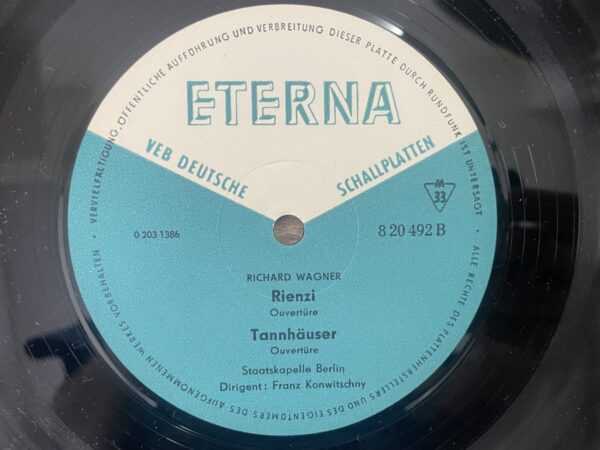 ALLE RECHTE DES PLATTENHERSTELLERS UND DES EIGENTÜMERS DES AUFGENOMMENEN WERKES VORBEHALTEN • VERVIELFÄLTIGUNG, ÖFFENTLICHE AUFFÜHRUNG UND VERBREITUNG DIESER PLATTE DURCH RUNDFUNK IST UNTERSAGT •
ETERNA
VEB DEUTSCHE SCHALLPLATTEN
M
33
0 203 1386
8 20 492 B
RICHARD WAGNER
Rienzi
Ouvertüre
Tannhäuser
Ouvertüre
Staatskapelle Berlin
Dirigent: Franz Konwitschny